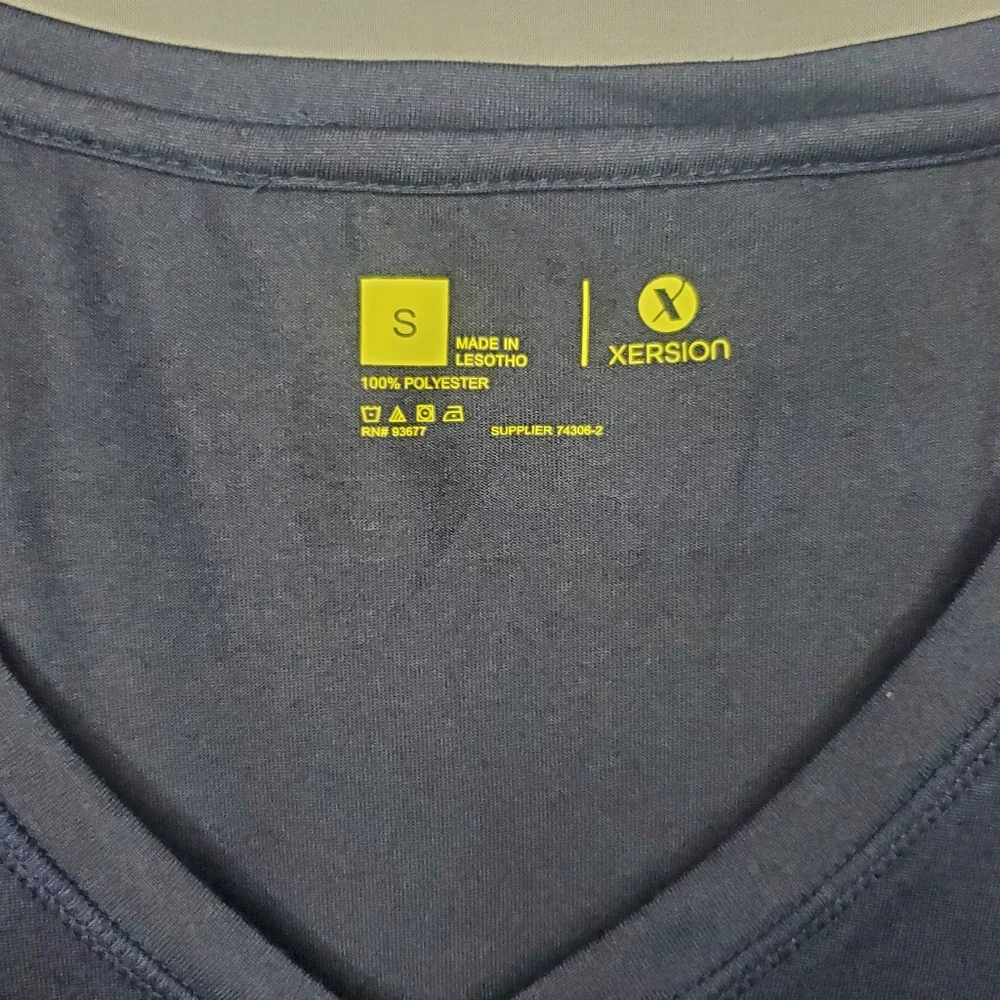 S
MADE IN
LESOTHO
100% POLYESTER
RN# 93677
SUPPLIER 74306-2
X
XERSION